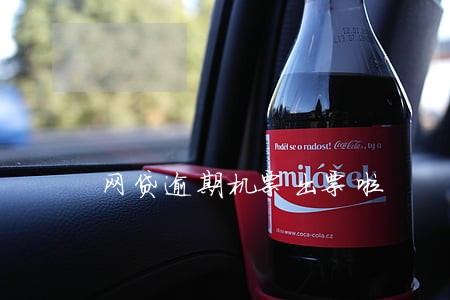 Poděl se o radost! Coca-Cola, ty a
miláček
网贷逾期机票出票啦
www.coca-cola.cz